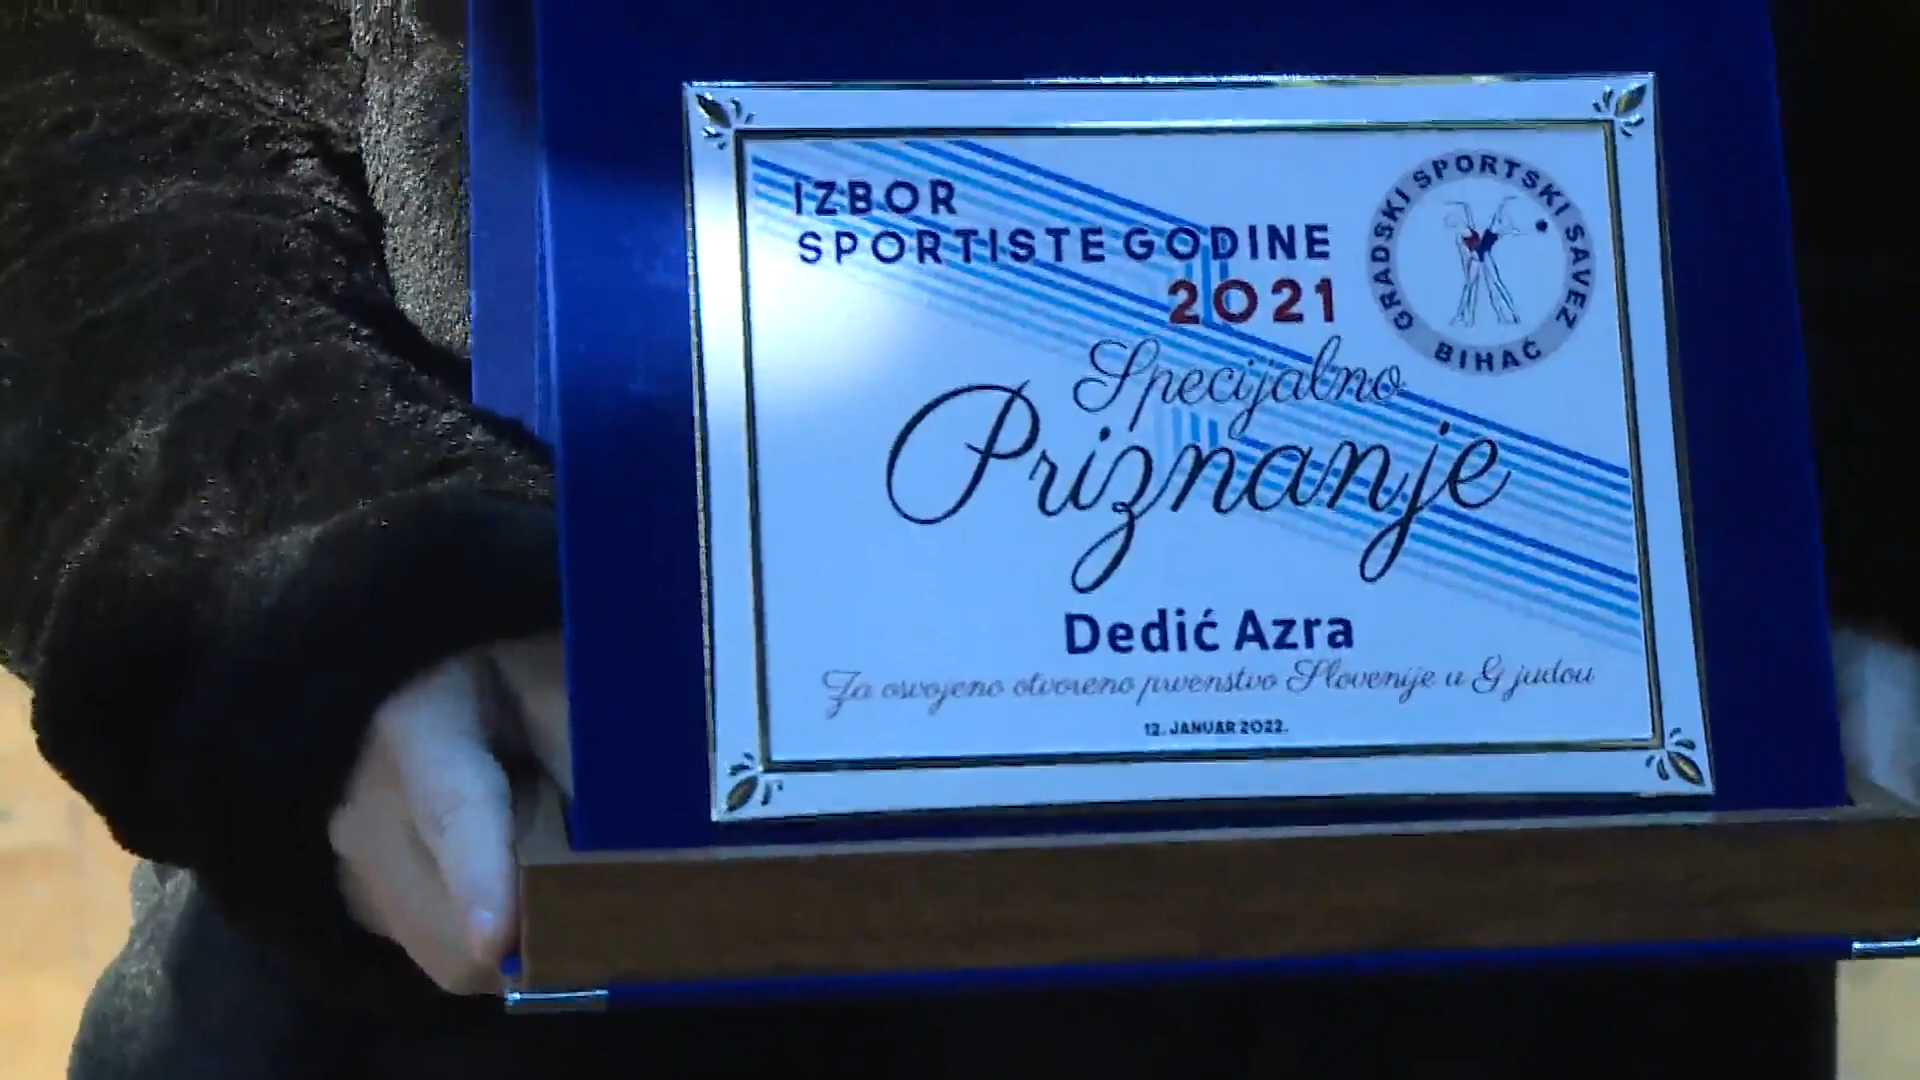 IZBOR
SPORTISTE GODINE
2021
GRADSKI SPORTSKI SAVEZ
BIHAĆ
Specijalno
Priznanje
Dedić Azra
Za osvojeno otvoreno prvenstvo Slovenije u G judou
12. JANUAR 2022.